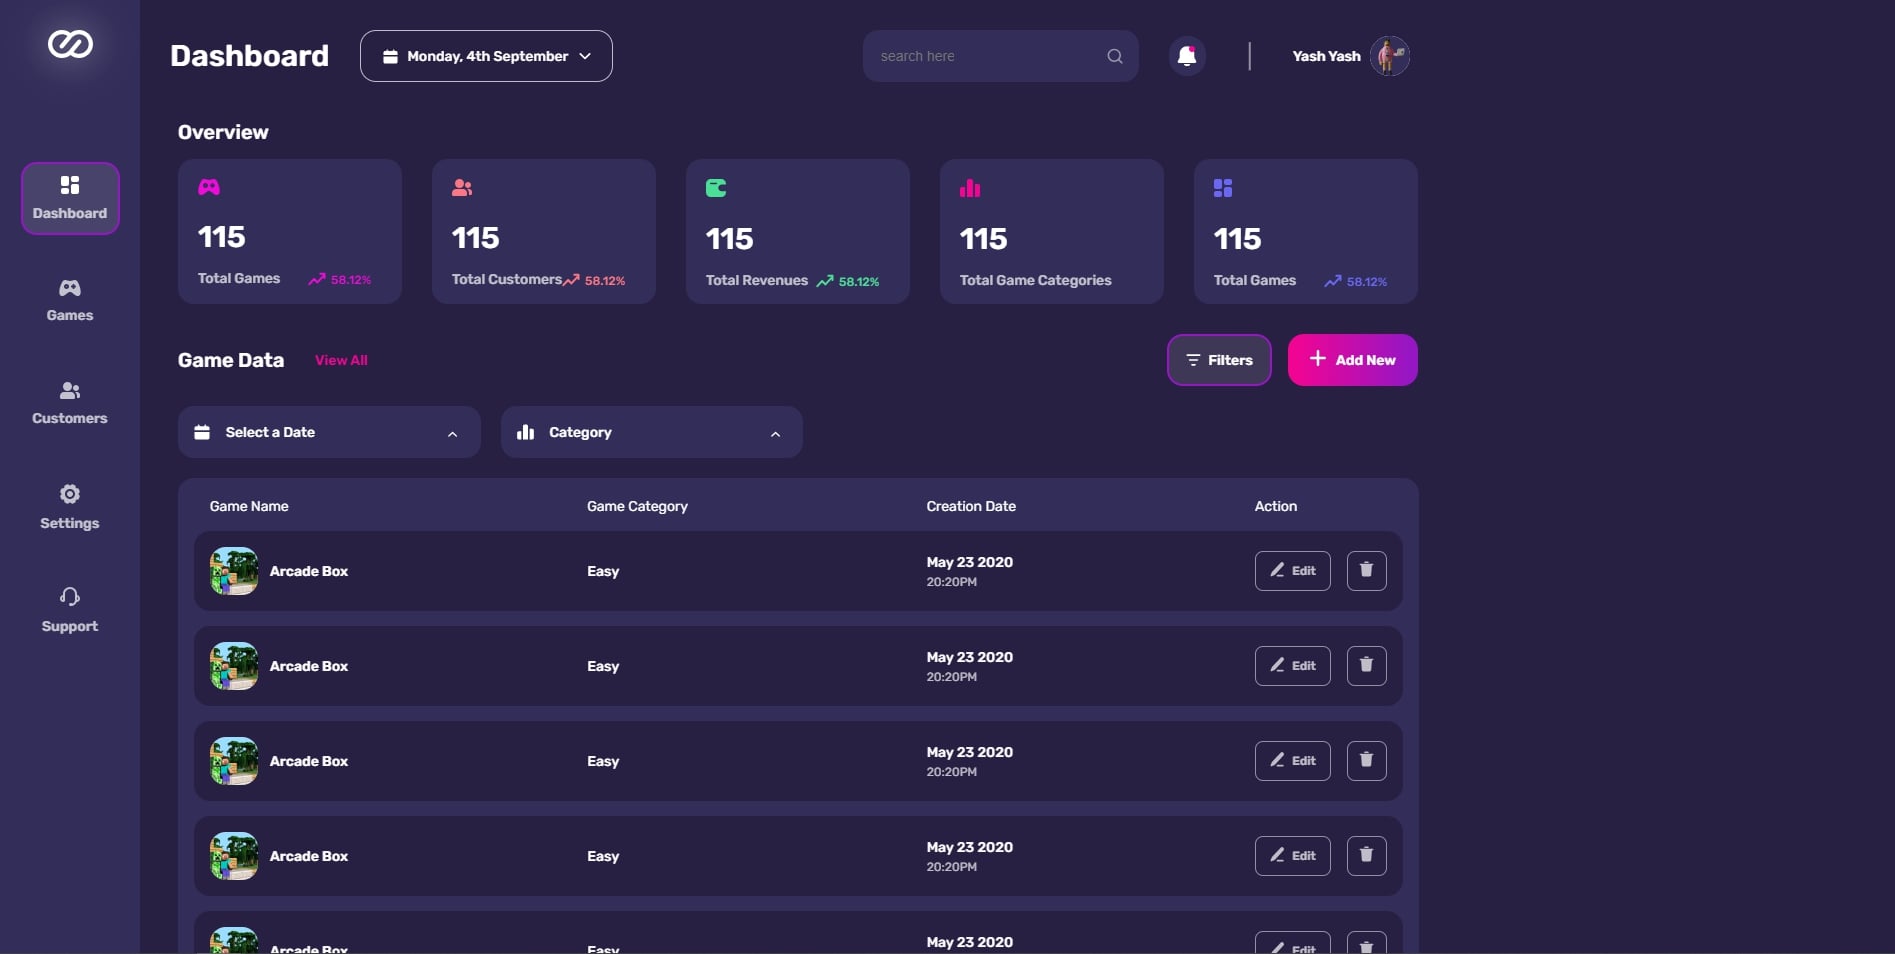 Dashboard
Monday, 4th September
search here
Yash Yash
Dashboard
Games
Customers
Settings
Support
Overview
115
Total Games
58.12%
115
Total Customers
58.12%
115
Total Revenues
58.12%
115
Total Game Categories
115
Total Games
58.12%
Game Data
View All
Filters
Add New
Select a Date
Category
Game Name Game Category Creation Date Action
Arcade Box Easy May 23 2020 Edit
20:20PM
Arcade Box Easy May 23 2020 Edit
20:20PM
Arcade Box Easy May 23 2020 Edit
20:20PM
Arcade Box Easy May 23 2020 Edit
20:20PM
Arcade Box Easy May 23 2020 Edit